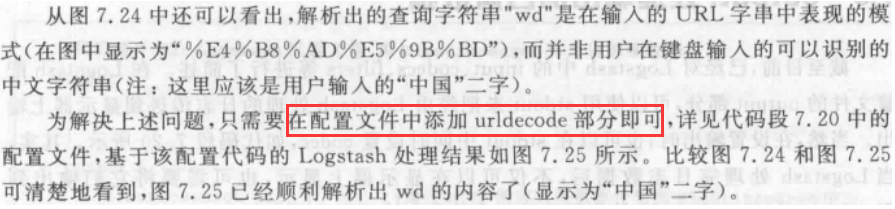 从图 7.24 中还可以看出,解析出的查询字符串"wd"是在输入的 URL 字串中表现的模
式(在图中显示为“%E4%B8%AD%E5%9B%BD”),而并非用户在键盘输入的可以识别的
中文字符串(注: 这里应该是用户输入的“中国”二字)。
为解决上述问题,只需要在配置文件中添加 urldecode 部分即可,详见代码段 7.20 中的
配置文件,基于该配置代码的 Logstash 处理结果如图 7.25 所示。比较图 7.24 和图 7.25
可清楚地看到,图 7.25 已经顺利解析出 wd 的内容了(显示为“中国”二字)。